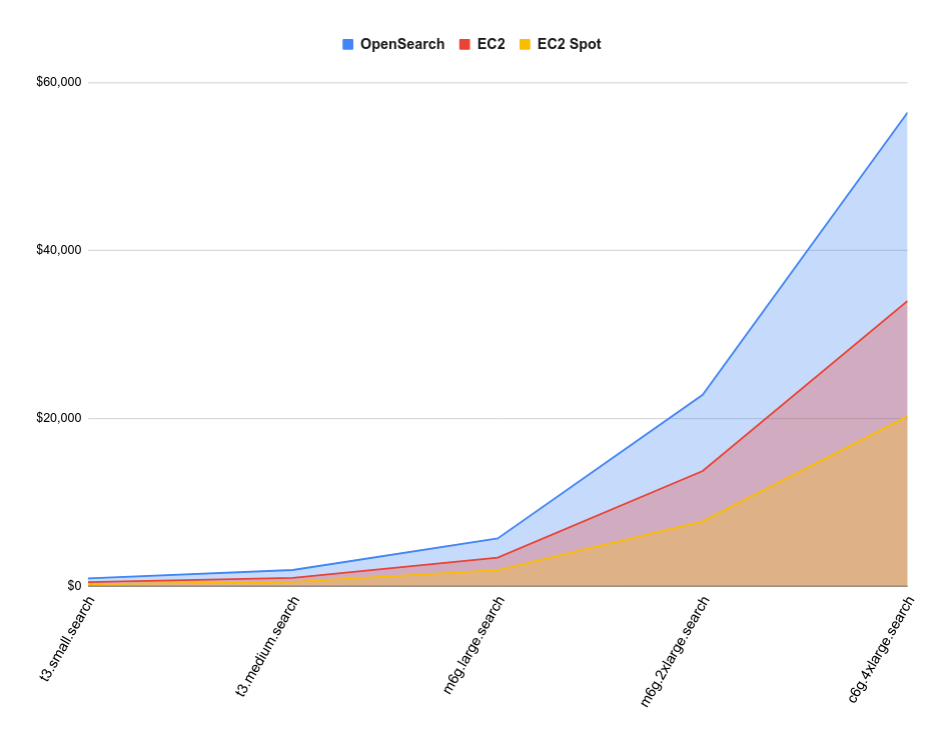 OpenSearch EC2 EC2 Spot
$60,000
$40,000
$20,000
$0
t3.small.search
t3.medium.search
m6g.large.search
m6g.2xlarge.search
c6g.4xlarge.search